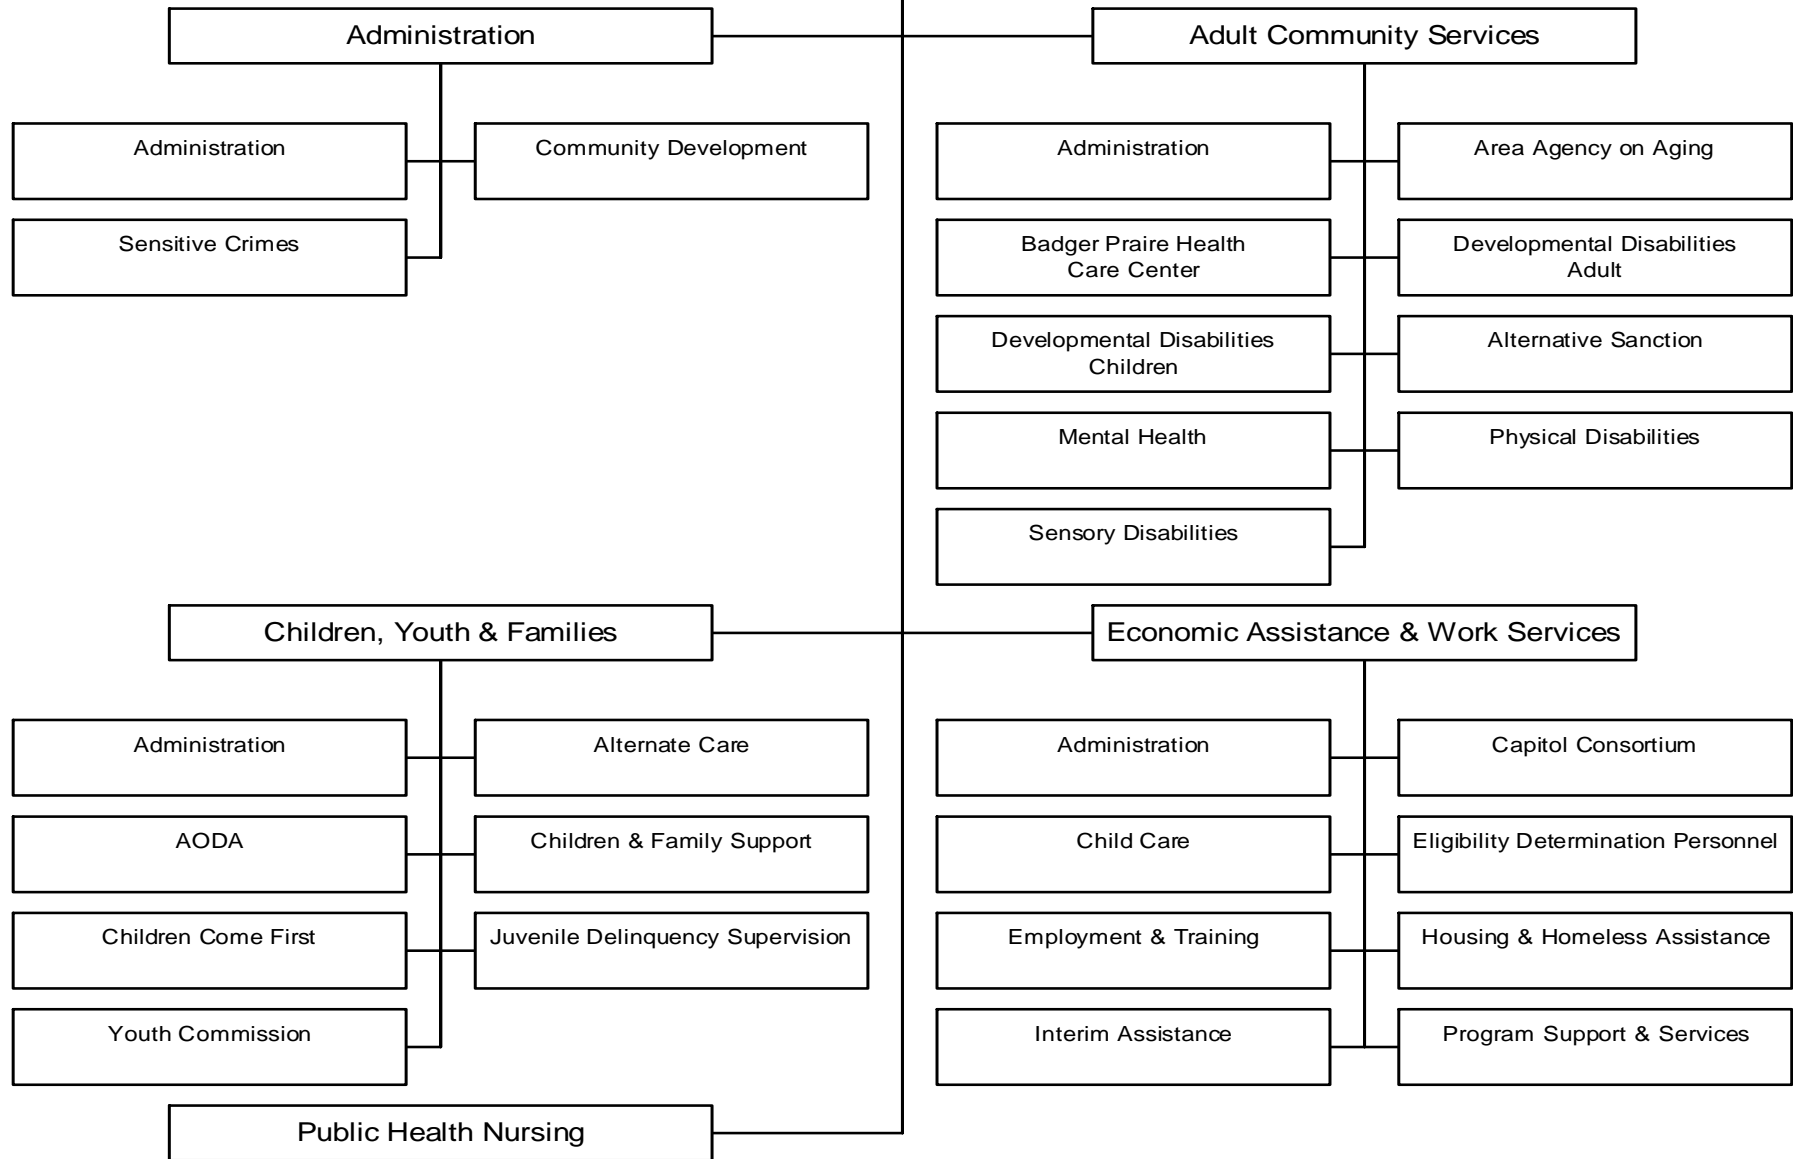 Administration
Adult Community Services
Administration
Community Development
Sensitive Crimes
Administration
Area Agency on Aging
Badger Praire Health
Care Center
Developmental Disabilities
Adult
Developmental Disabilities
Children
Alternative Sanction
Mental Health
Physical Disabilities
Sensory Disabilities
Children, Youth & Families
Economic Assistance & Work Services
Administration
Alternate Care
AODA
Children & Family Support
Children Come First
Juvenile Delinquency Supervision
Youth Commission
Administration
Capitol Consortium
Child Care
Eligibility Determination Personnel
Employment & Training
Housing & Homeless Assistance
Interim Assistance
Program Support & Services
Public Health Nursing